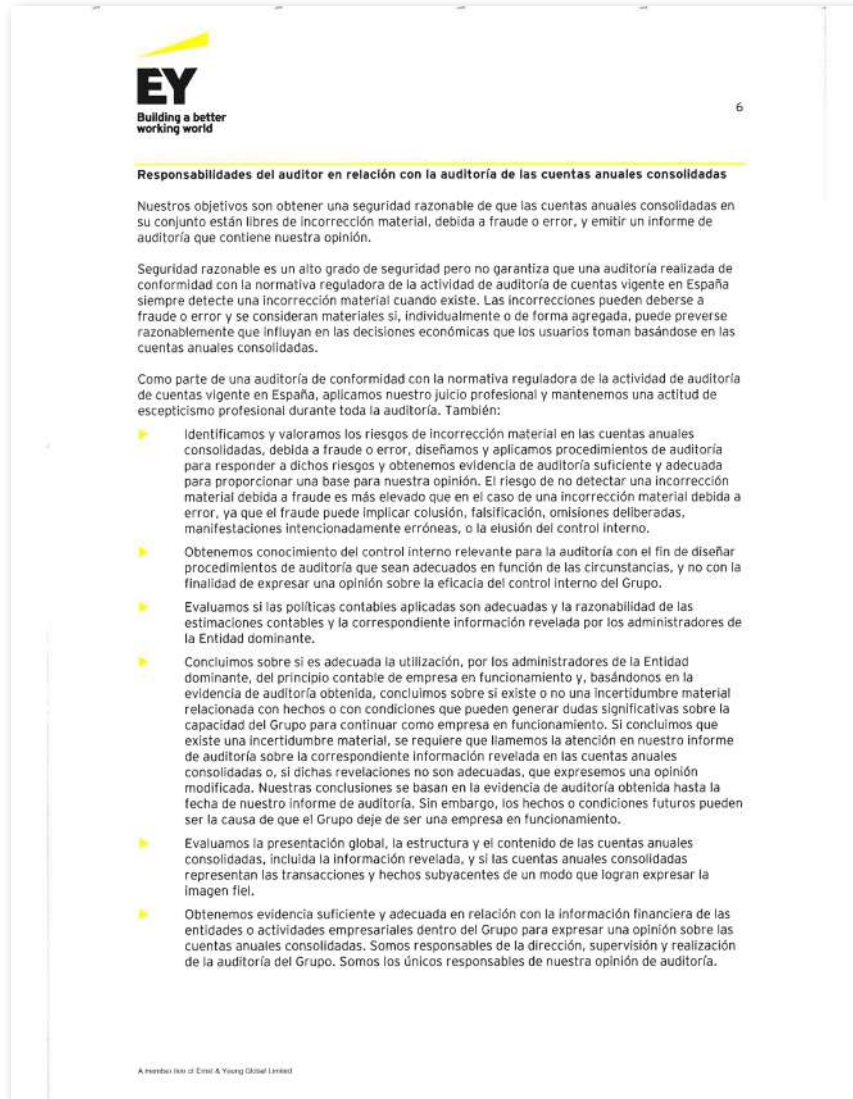 EY
Building a better
working world
6
Responsabilidades del auditor en relación con la auditoría de las cuentas anuales consolidadas
Nuestros objetivos son obtener una seguridad razonable de que las cuentas anuales consolidadas en
su conjunto están libres de incorrección material, debida a fraude o error, y emitir un informe de
auditoría que contiene nuestra opinión.
Seguridad razonable es un alto grado de seguridad pero no garantiza que una auditoría realizada de
conformidad con la normativa reguladora de la actividad de auditoría de cuentas vigente en España
siempre detecte una incorrección material cuando existe. Las incorrecciones pueden deberse a
fraude o error y se consideran materiales si, individualmente o de forma agregada, puede preverse
razonablemente que influyan en las decisiones económicas que los usuarios toman basándose en las
cuentas anuales consolidadas.
Como parte de una auditoría de conformidad con la normativa reguladora de la actividad de auditoría
de cuentas vigente en España, aplicamos nuestro juicio profesional y mantenemos una actitud de
escepticismo profesional durante toda la auditoría. También:
Identificamos y valoramos los riesgos de incorrección material en las cuentas anuales
consolidadas, debida a fraude o error, diseñamos y aplicamos procedimientos de auditoría
para responder a dichos riesgos y obtenemos evidencia de auditoría suficiente y adecuada
para proporcionar una base para nuestra opinión. El riesgo de no detectar una incorrección
material debida a fraude es más elevado que en el caso de una incorrección material debida a
error, ya que el fraude puede implicar colusión, falsificación, omisiones deliberadas,
manifestaciones intencionadamente erróneas, o la elusión del control interno.
Obtenemos conocimiento del control interno relevante para la auditoría con el fin de diseñar
procedimientos de auditoría que sean adecuados en función de las circunstancias, y no con la
finalidad de expresar una opinión sobre la eficacia del control interno del Grupo.
Evaluamos si las políticas contables aplicadas son adecuadas y la razonabilidad de las
estimaciones contables y la correspondiente información revelada por los administradores de
la Entidad dominante.
Concluimos sobre si es adecuada la utilización, por los administradores de la Entidad
dominante, del principio contable de empresa en funcionamiento y, basándonos en la
evidencia de auditoría obtenida, concluimos sobre si existe o no una incertidumbre material
relacionada con hechos o con condiciones que pueden generar dudas significativas sobre la
capacidad del Grupo para continuar como empresa en funcionamiento. Si concluimos que
existe una incertidumbre material, se requiere que llamemos la atención en nuestro informe
de auditoría sobre la correspondiente información revelada en las cuentas anuales
consolidadas o, si dichas revelaciones no son adecuadas, que expresemos una opinión
modificada. Nuestras conclusiones se basan en la evidencia de auditoría obtenida hasta la
fecha de nuestro informe de auditoría. Sin embargo, los hechos o condiciones futuros pueden
ser la causa de que el Grupo deje de ser una empresa en funcionamiento.
Evaluamos la presentación global, la estructura y el contenido de las cuentas anuales
consolidadas, incluida la información revelada, y si las cuentas anuales consolidadas
representan las transacciones y hechos subyacentes de un modo que logran expresar la
imagen fiel.
Obtenemos evidencia suficiente y adecuada en relación con la información financiera de las
entidades o actividades empresariales dentro del Grupo para expresar una opinión sobre las
cuentas anuales consolidadas. Somos responsables de la dirección, supervisión y realización
de la auditoría del Grupo. Somos los únicos responsables de nuestra opinión de auditoría.
A member firm of Ernst & Young Global Limited